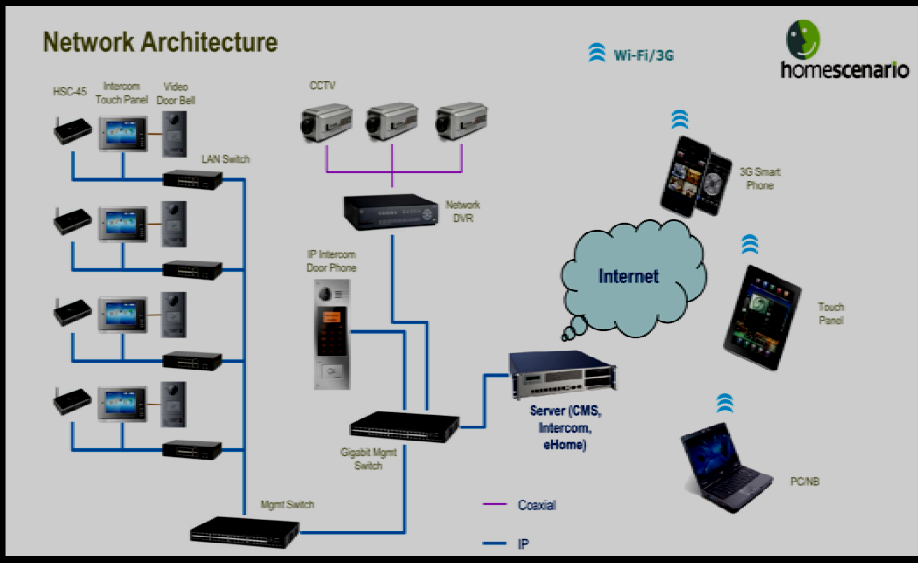 Network Architecture
Wi-Fi/3G
homescenario
HSC-45
Intercom
Touch Panel
Video
Door Bell
CCTV
LAN Switch
3G Smart
Phone
Network
DVR
IP Intercom
Door Phone
Internet
Touch
Panel
Server (CMS,
Intercom,
eHome)
Gigabit Mgmt
Switch
PC/NB
Mgmt Switch
Coaxial
IP